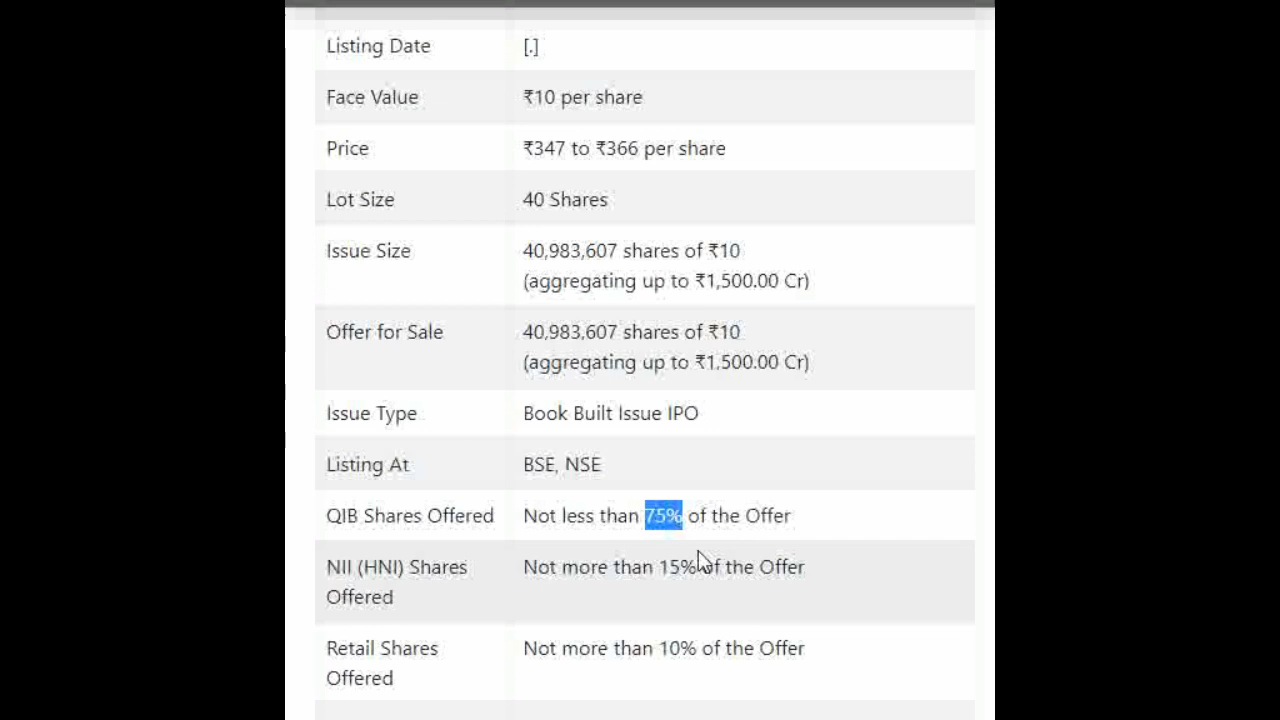 Listing Date [.]
Face Value ₹10 per share
Price ₹347 to ₹366 per share
Lot Size 40 Shares
Issue Size 40,983,607 shares of ₹10
(aggregating up to ₹1,500.00 Cr)
Offer for Sale 40,983,607 shares of ₹10
(aggregating up to ₹1,500.00 Cr)
Issue Type Book Built Issue IPO
Listing At BSE, NSE
QIB Shares Offered Not less than 75% of the Offer
NII (HNI) Shares Not more than 15% of the Offer
Offered
Retail Shares Not more than 10% of the Offer
Offered